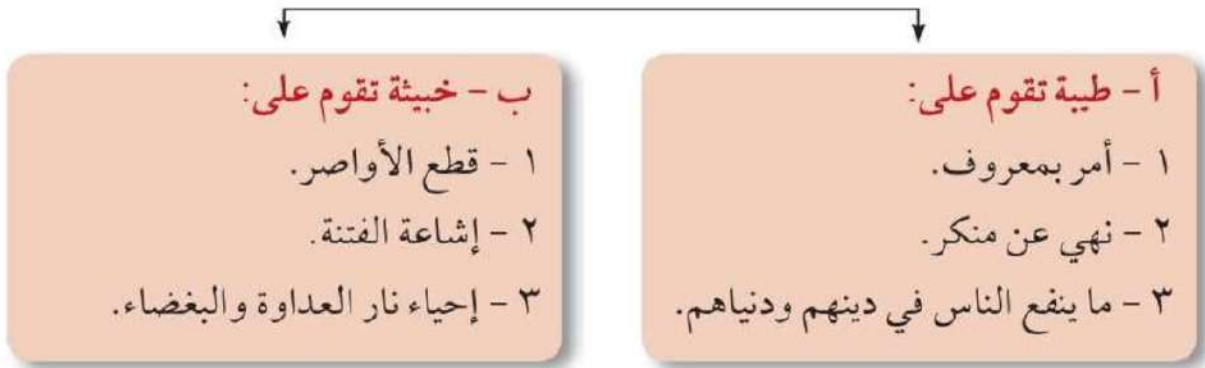 أ - طيبة تقوم على:
١ - أمر بمعروف.
٢ - نهي عن منكر.
٣ - ما ينفع الناس في دينهم ودنياهم.
ب - خبيثة تقوم على:
١ - قطع الأواصر.
٢ - إشاعة الفتنة.
٣ - إحياء نار العداوة والبغضاء.